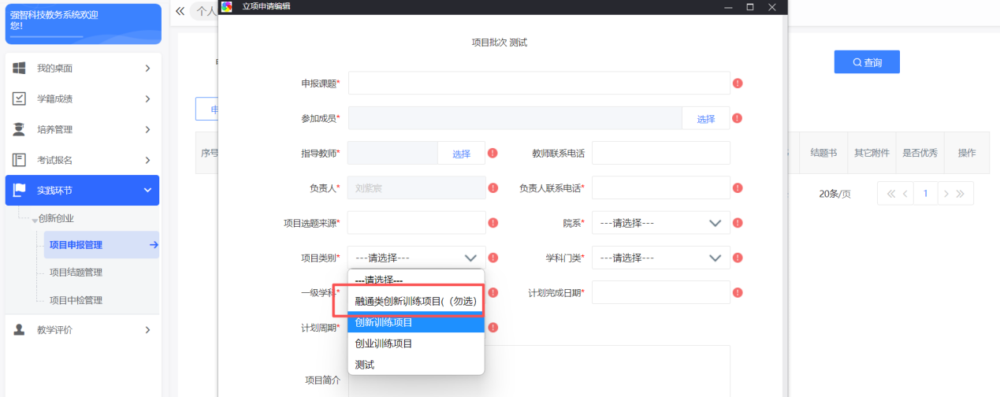 强智科技教务系统欢迎
您!
我的桌面
学籍成绩
培养管理
考试报名
实践环节
创新创业
项目申报管理
项目结题管理
项目中检管理
教学评价
个人
立项申请编辑
项目批次 测试
申报课题*
参加成员* 选择
指导教师* 选择 教师联系电话
负责人* 刘紫宸 负责人联系电话*
项目选题来源* 院系* ---请选择---
项目类别* ---请选择--- 学科门类* ---请选择---
---请选择---
一级学科* 融通类创新训练项目(（勿选） 计划完成日期*
创新训练项目
计划周期*
创业训练项目
测试
项目简介
查询
申
序号 结题书 其它附件 是否优秀 操作
20条/页 1